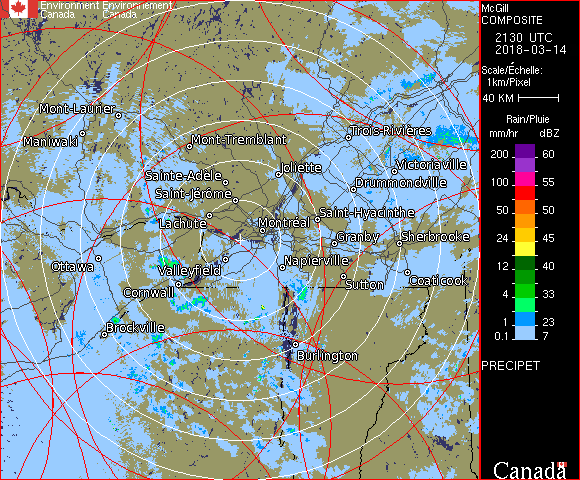 Environment Environnement
Canada Canada
McGill
COMPOSITE
2130 UTC
2018-03-14
Scale/Échelle:
1km/Pixel
40 KM
Rain/Pluie
mm/hr dBZ
200 60
100 55
50 50
24 45
12 40
4 33
1 23
0.1 7
PRECIPET
Canada
Mont-Laurier
Maniwaki
Mont-Tremblant
Trois-Rivières
Sainte-Adèle
Joliette
Victoriaville
Saint-Jérôme
Drummondville
Lachute
Montréal
Saint-Hyacinthe
Granby
Sherbrooke
Ottawa
Valleyfield
Napierville
Cornwall
Sutton
Coaticook
Brockville
Burlington